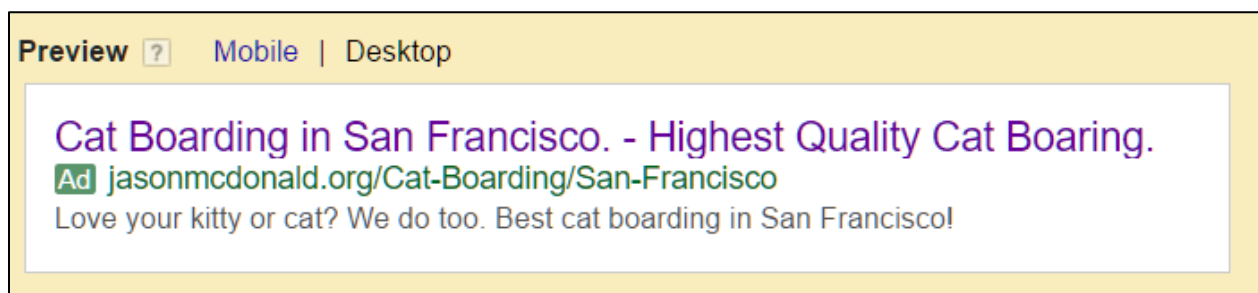 Preview ? Mobile | Desktop
Cat Boarding in San Francisco. - Highest Quality Cat Boaring.
Ad jasonmcdonald.org/Cat-Boarding/San-Francisco
Love your kitty or cat? We do too. Best cat boarding in San Francisco!